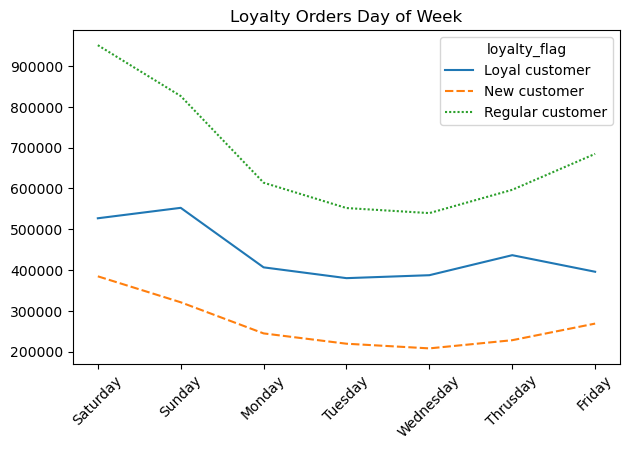 Loyalty Orders Day of Week
loyalty_flag
Loyal customer
New customer
Regular customer
900000
800000
700000
600000
500000
400000
300000
200000
Saturday
Sunday
Monday
Tuesday
Wednesday
Thrusday
Friday